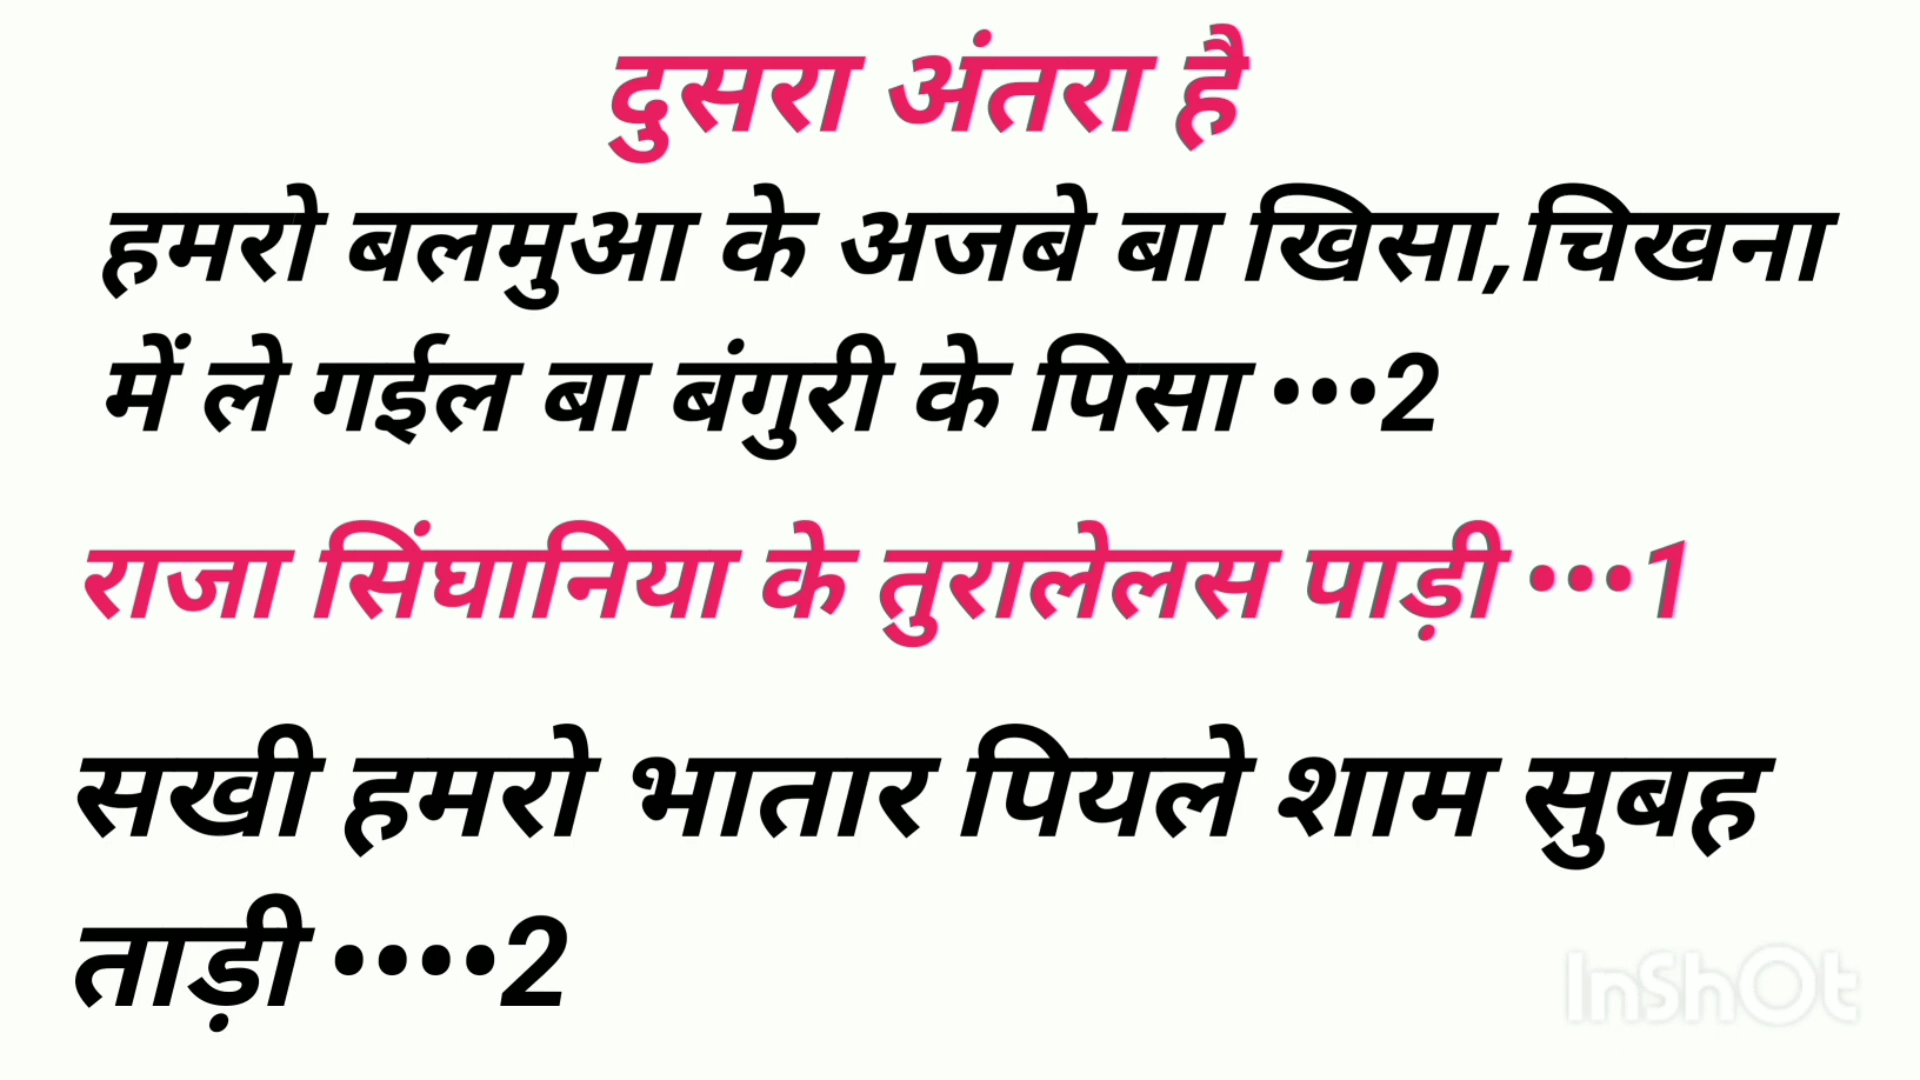 दुसरा अंतरा है
हमरो बलमुआ के अजबे बा खिसा,चिखना
में ले गईल बा बंगुरी के पिसा •••2
राजा सिंघानिया के तुरालेलस पाड़ी •••1
सखी हमरो भातार पियले शाम सुबह
ताड़ी ••••2
InShOt